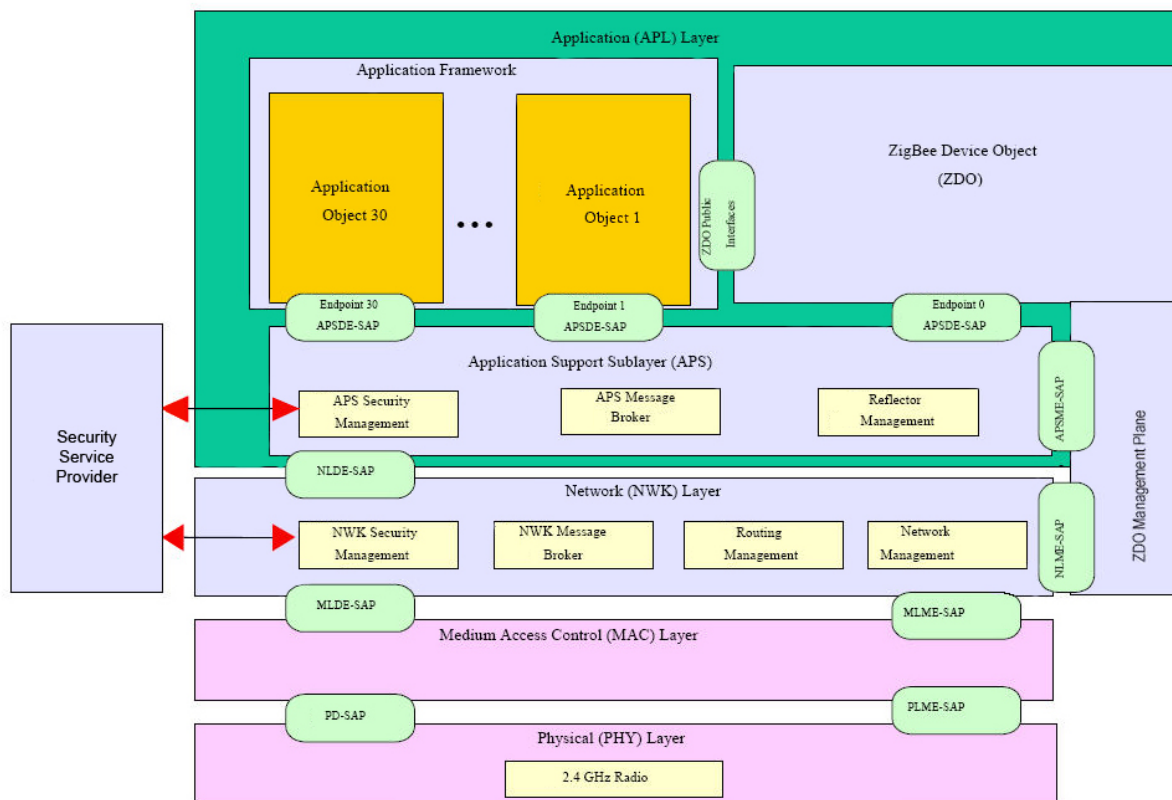 Application (APL) Layer
Application Framework
Application
Object 30
...
Application
Object 1
ZDO Public
Interfaces
ZigBee Device Object
(ZDO)
Endpoint 30
APSDE-SAP
Endpoint 1
APSDE-SAP
Endpoint 0
APSDE-SAP
Application Support Sublayer (APS)
APS Security
Management
APS Message
Broker
Reflector
Management
APSME-SAP
Security
Service
Provider
ZDO Management Plane
NLDE-SAP
Network (NWK) Layer
NWK Security
Management
NWK Message
Broker
Routing
Management
Network
Management
NLME-SAP
MLDE-SAP
MLME-SAP
Medium Access Control (MAC) Layer
PD-SAP
PLME-SAP
Physical (PHY) Layer
2.4 GHz Radio